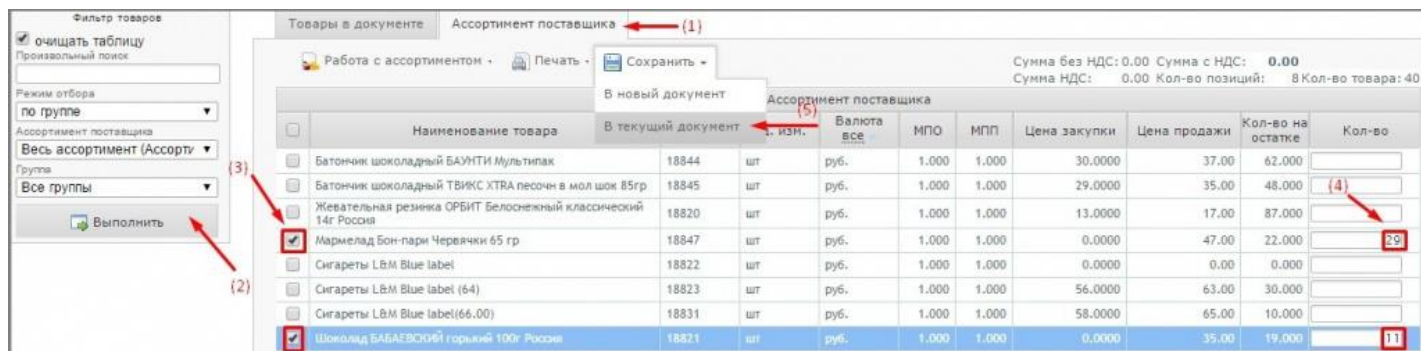 Фильтр товаров
очищать таблицу
Произвольный поиск
Режим отбора
по группе
Ассортимент поставщика
Весь ассортимент (Ассорти
Группа
Все группы
Выполнить
(2)
(3)
Товары в документе Ассортимент поставщика (1)
Работа с ассортиментом Печать Сохранить
Сумма без НДС: 0.00 Сумма с НДС: 0.00
Сумма НДС: 0.00 Кол-во позиций: 8 Кол-во товара: 40
В новый документ
В текущий документ (5)
Ассортимент поставщика
Наименование товара . изм. Валюта все МПО МПП Цена закупки Цена продажи Кол-во на остатке Кол-во
Батончик шоколадный БАУНТИ Мультипак 18844 шт руб. 1.000 1.000 30.0000 37.00 62.000
Батончик шоколадный ТВИКС XTRA песочн в мол шок 85гр 18845 шт руб. 1.000 1.000 29.0000 35.00 48.000 (4)
Жевательная резинка ОРБИТ Белоснежный классический
14г Россия 18820 шт руб. 1.000 1.000 13.0000 17.00 87.000
Мармелад Бон-пари Червячки 65 гр 18847 шт руб. 1.000 1.000 0.0000 47.00 22.000 29
Сигареты L&M Blue label 18822 шт руб. 1.000 1.000 0.0000 0.00 0.000
Сигареты L&M Blue label (64) 18823 шт руб. 1.000 1.000 56.0000 63.00 30.000
Сигареты L&M Blue label(66.00) 18831 шт руб. 1.000 1.000 58.0000 65.00 10.000
Шоколад БАБАЕВСКИЙ горький 100г Россия 18821 шт руб. 1.000 1.000 0.0000 35.00 19.000 11